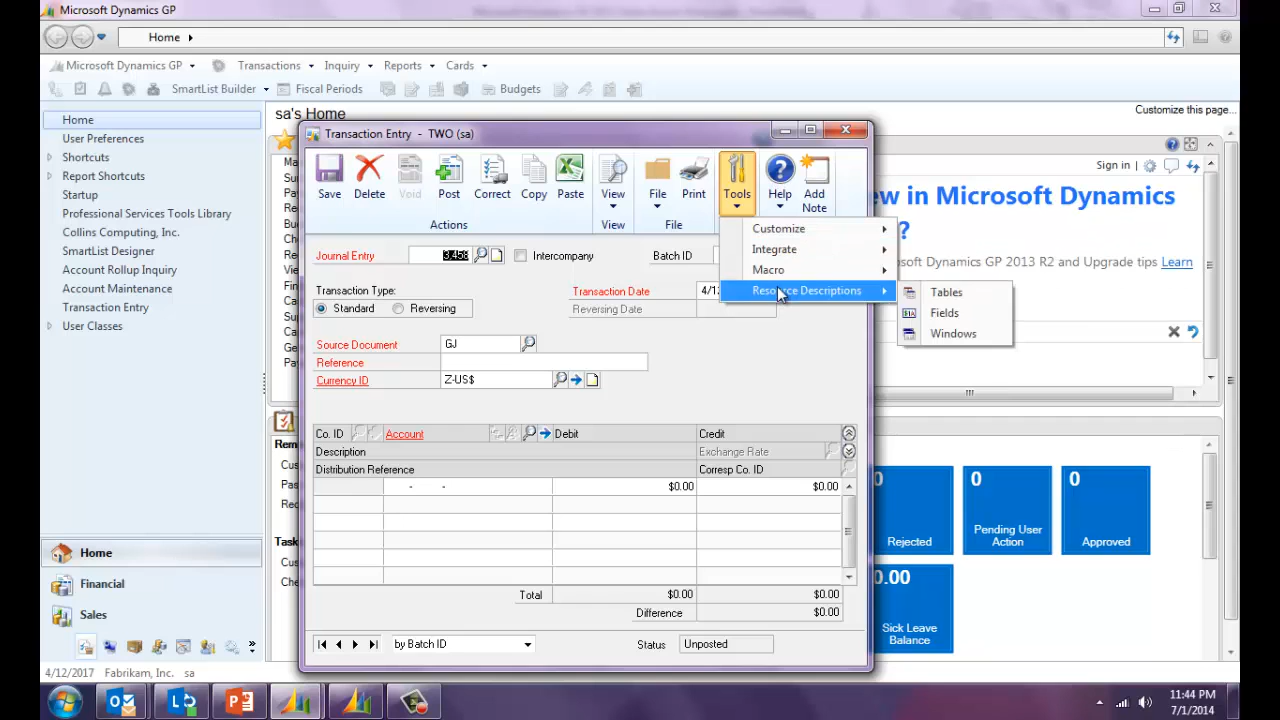 Microsoft Dynamics GP
Home
Microsoft Dynamics GP Transactions Inquiry Reports Cards
SmartList Builder Fiscal Periods Budgets
Home
User Preferences
Shortcuts
Report Shortcuts
Startup
Professional Services Tools Library
Collins Computing, Inc.
SmartList Designer
Account Rollup Inquiry
Account Maintenance
Transaction Entry
User Classes
Home
Financial
Sales
4/12/2017 Fabrikam, Inc. sa
sa's Home
Customize this page...
Sign in
ew in Microsoft Dynamics
?
osoft Dynamics GP 2013 R2 and Upgrade tips Learn
Transaction Entry - TWO (sa)
Save Delete Void Post Correct Copy Paste View File Print Tools Help Add Note
Actions View File
Customize
Integrate
Macro
Resource Descriptions
Tables
Fields
Windows
Journal Entry 3,458 Intercompany Batch ID
Transaction Type: Transaction Date 4/12
Standard Reversing Reversing Date
Source Document GJ
Reference
Currency ID Z-US$
Co. ID Account Debit Credit
Description Exchange Rate
Distribution Reference Corresp Co. ID
- - $0.00 $0.00
Total $0.00 $0.00
Difference $0.00
by Batch ID Status Unposted
0 0 0
Rejected Pending User Action Approved
0.00
Sick Leave Balance
11:44 PM
7/1/2014